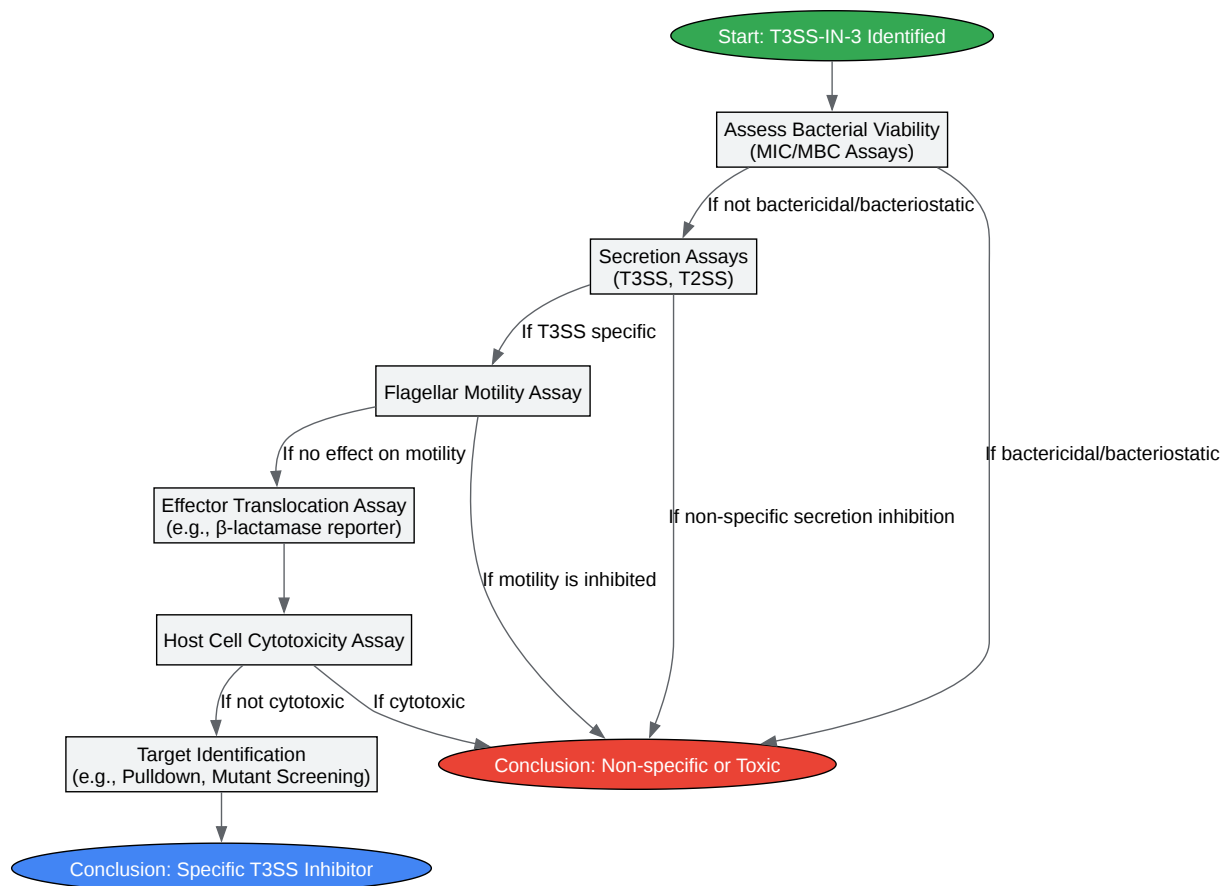 Start: T3SS-IN-3 Identified
Assess Bacterial Viability
(MIC/MBC Assays)
If not bactericidal/bacteriostatic
Secretion Assays
(T3SS, T2SS)
If T3SS specific
Flagellar Motility Assay
If no effect on motility
If bactericidal/bacteriostatic
Effector Translocation Assay
(e.g., β-lactamase reporter)
If non-specific secretion inhibition
If motility is inhibited
Host Cell Cytotoxicity Assay
If not cytotoxic
If cytotoxic
Target Identification
(e.g., Pulldown, Mutant Screening)
Conclusion: Non-specific or Toxic
Conclusion: Specific T3SS Inhibitor